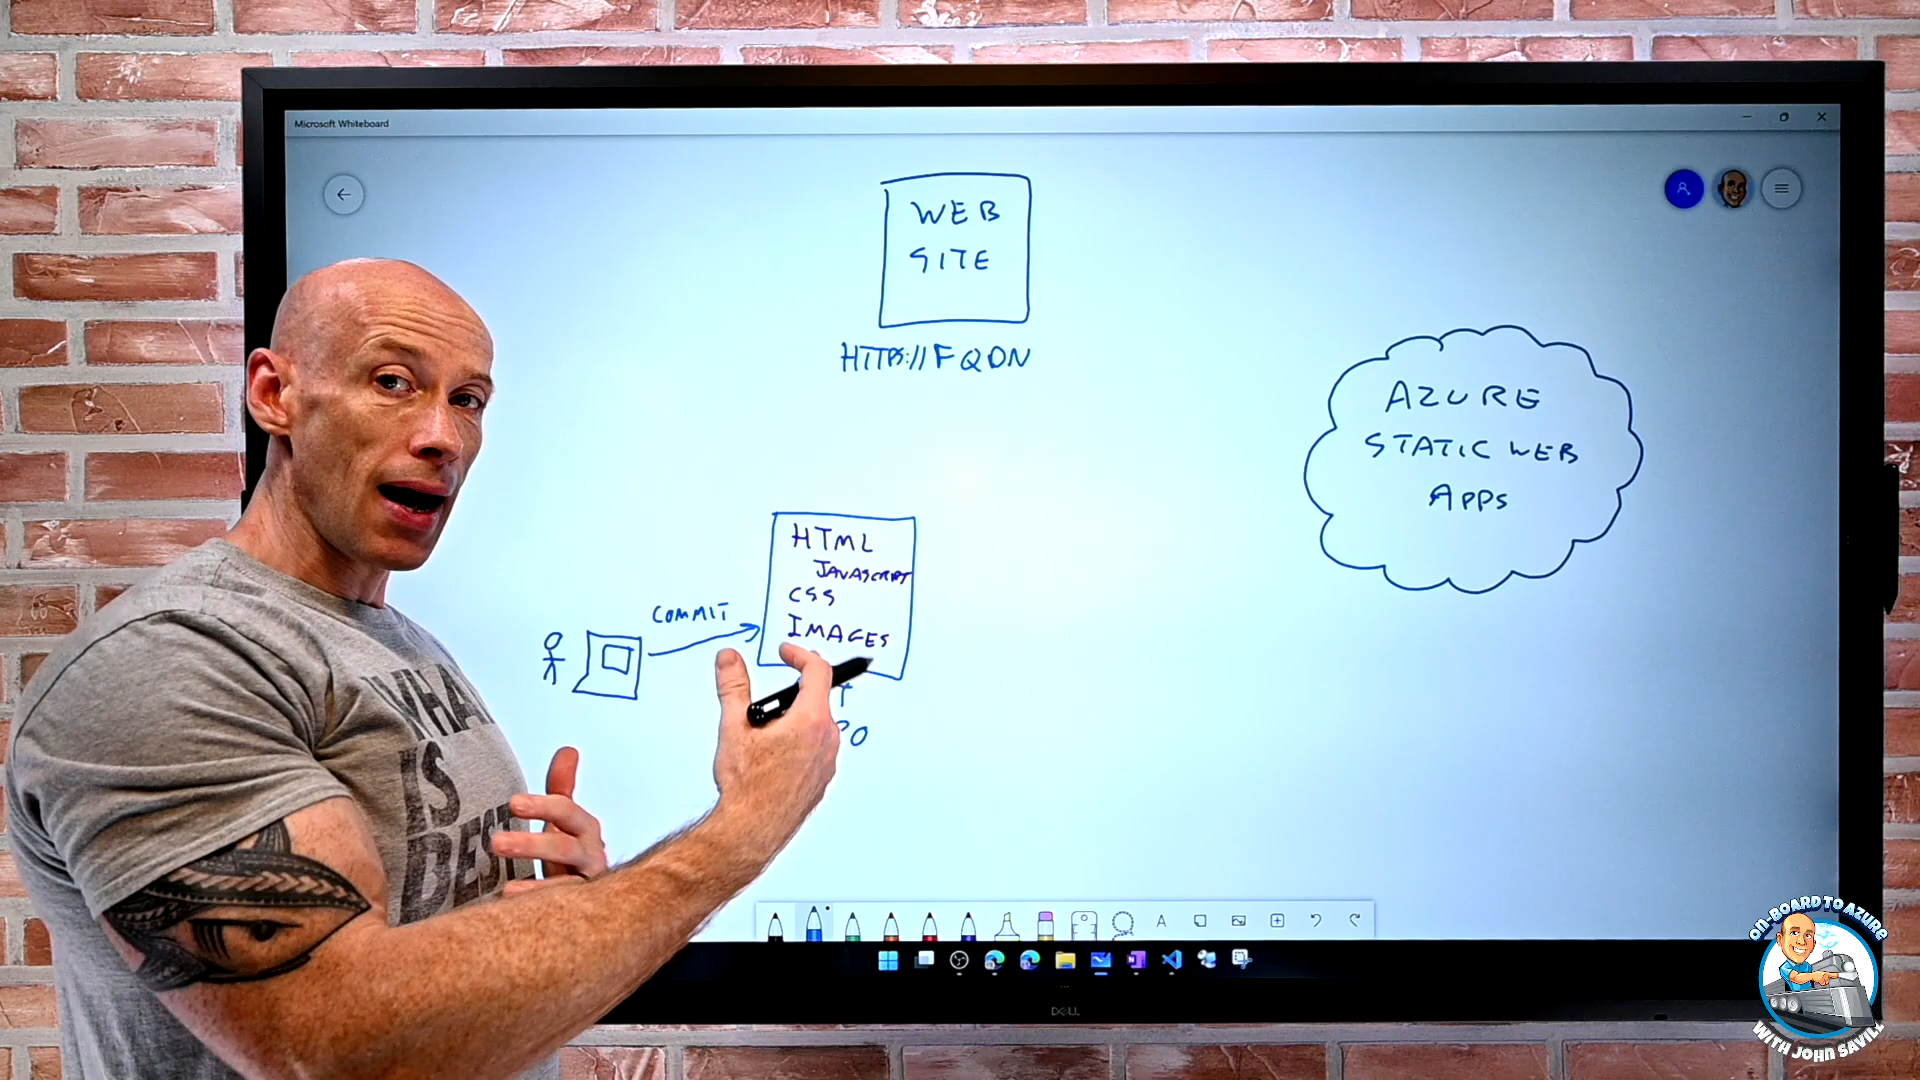 Microsoft Whiteboard
WEB
SITE
HTTPS://FQDN
AZURE
STATIC WEB
APPS
HTML
JAVASCRIPT
CSS
IMAGES
COMMIT
IS
DELL
ON-BOARD TO AZURE
WITH JOHN SAVILL